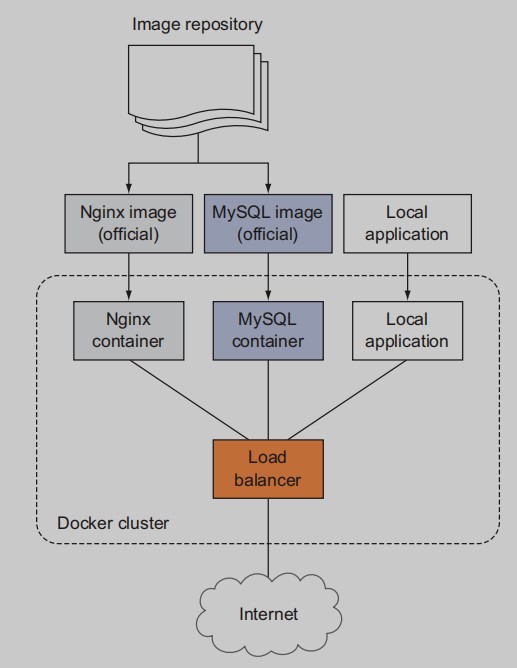 Image repository
Nginx image
(official)
MySQL image
(official)
Local
application
Nginx
container
MySQL
container
Local
application
Load
balancer
Docker cluster
Internet